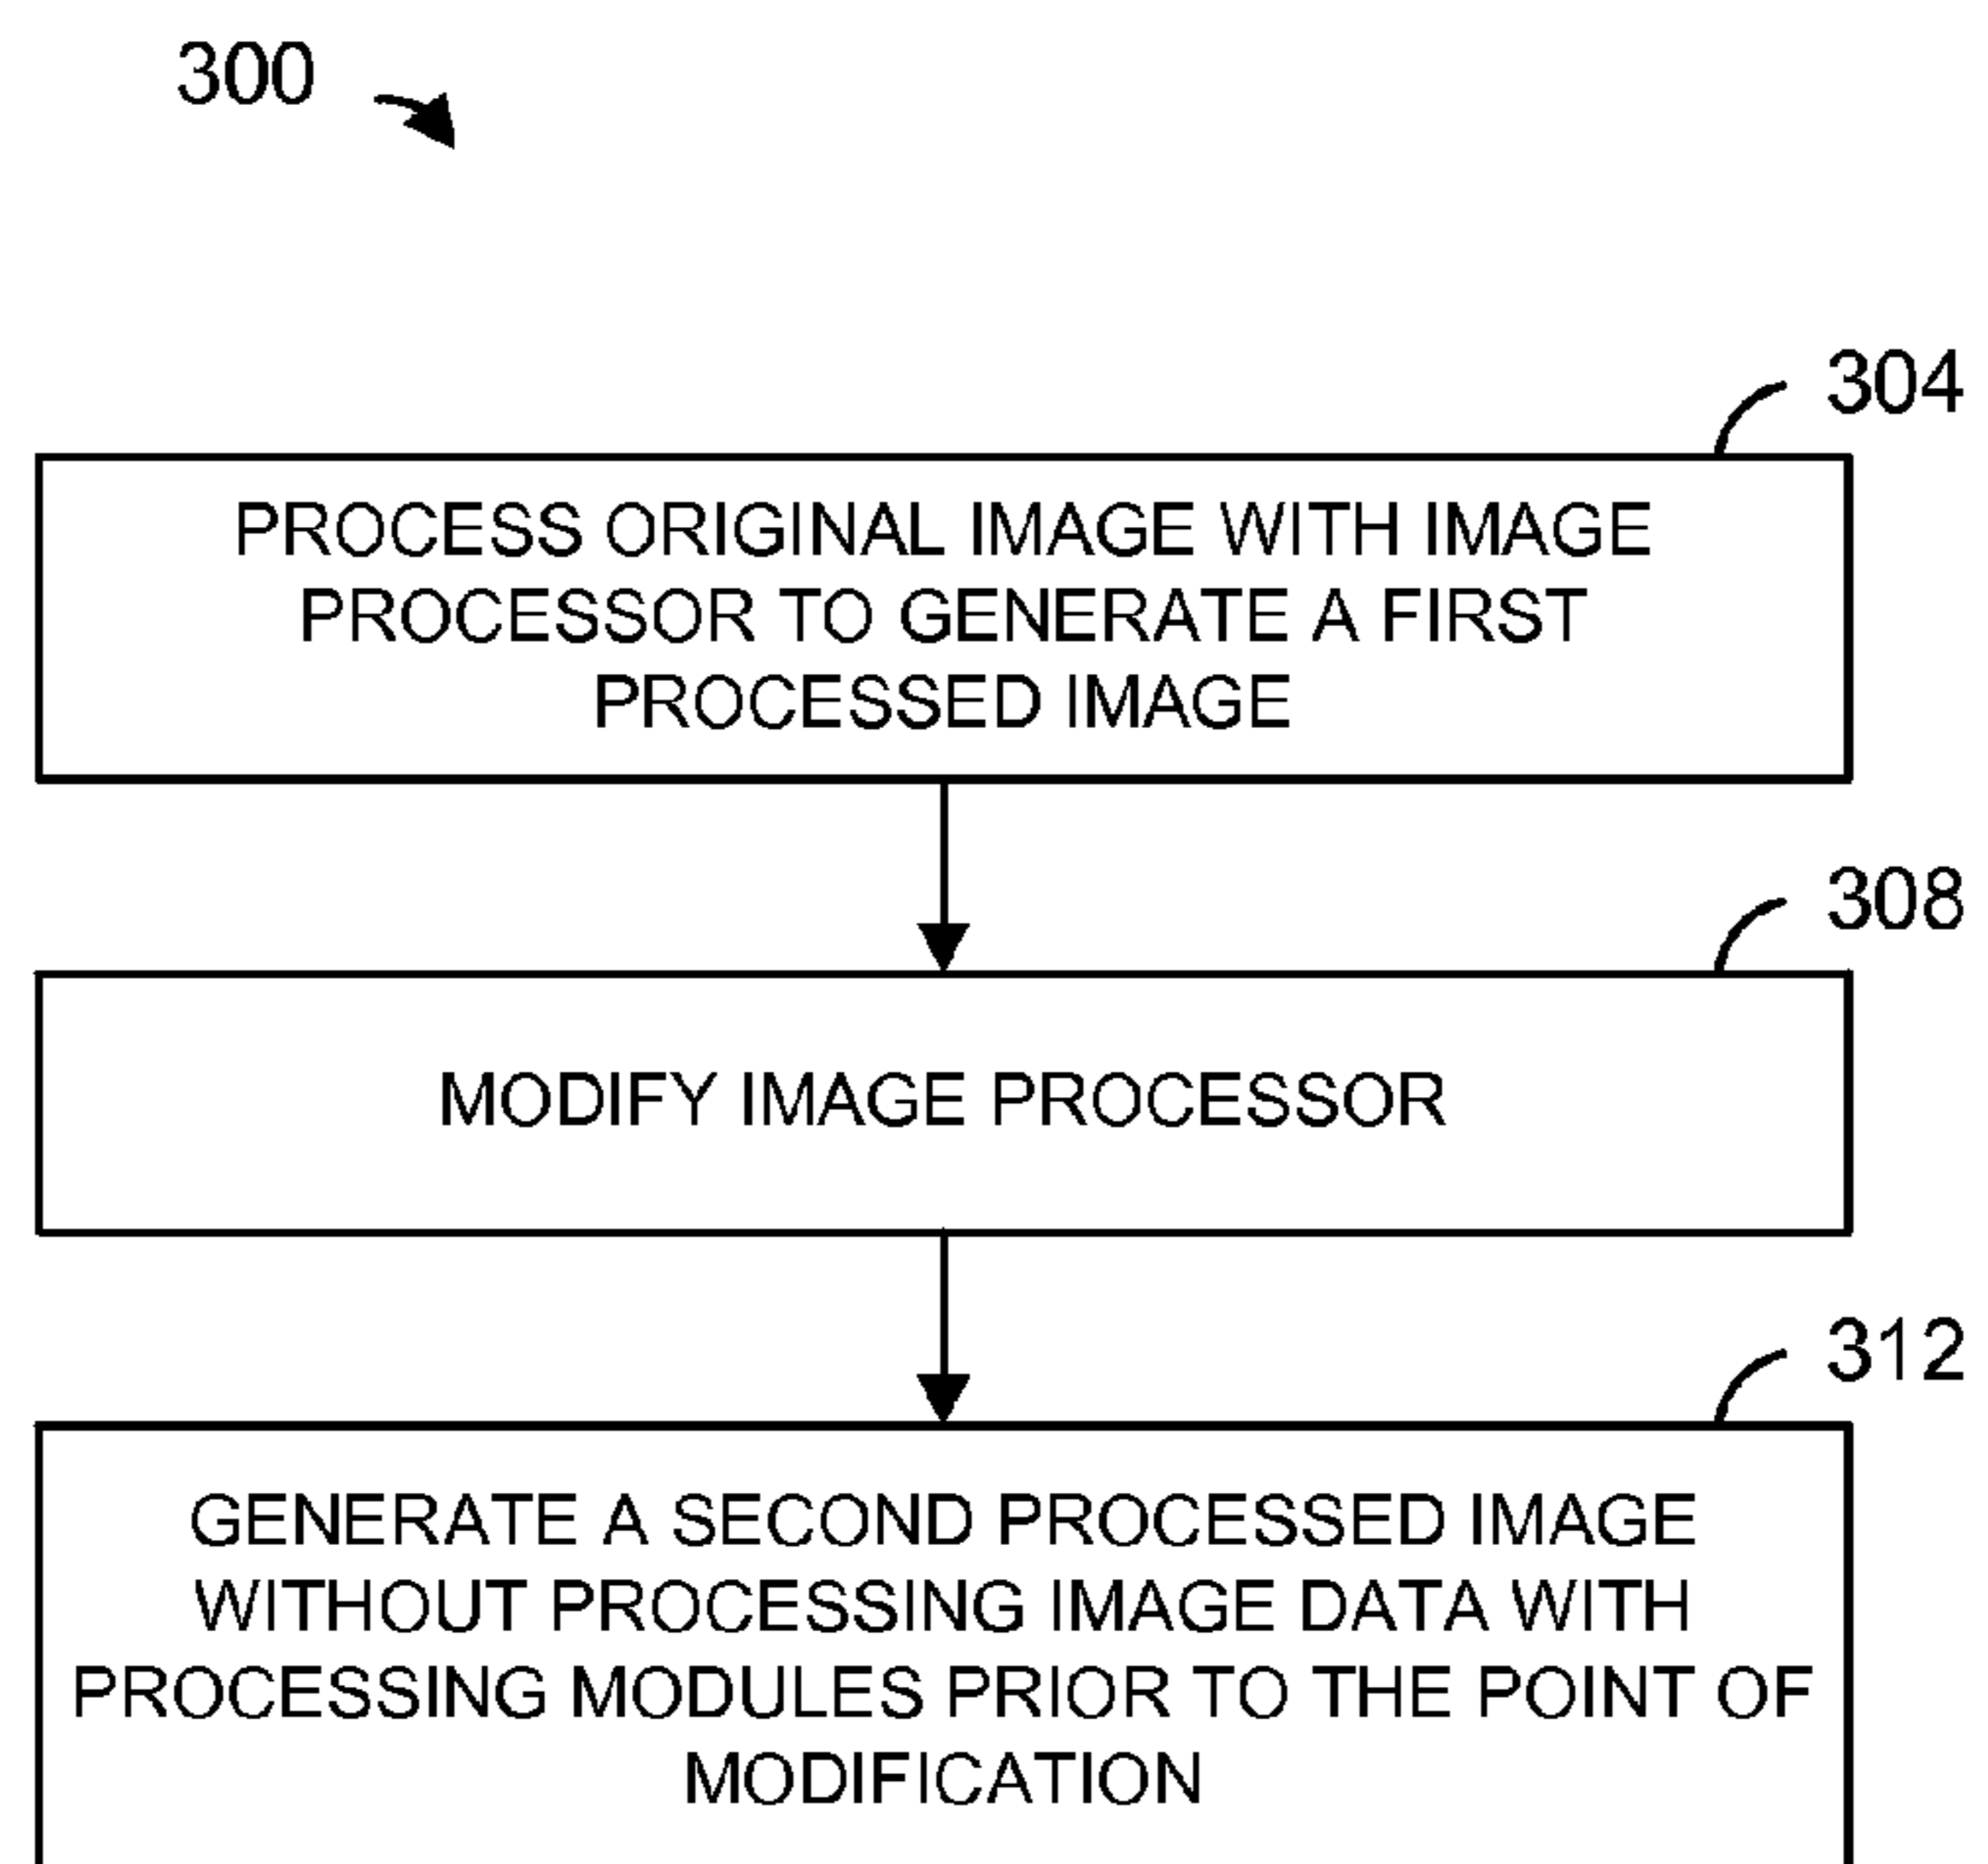 300
304
PROCESS ORIGINAL IMAGE WITH IMAGE
PROCESSOR TO GENERATE A FIRST
PROCESSED IMAGE
308
MODIFY IMAGE PROCESSOR
312
GENERATE A SECOND PROCESSED IMAGE
WITHOUT PROCESSING IMAGE DATA WITH
PROCESSING MODULES PRIOR TO THE POINT OF
MODIFICATION